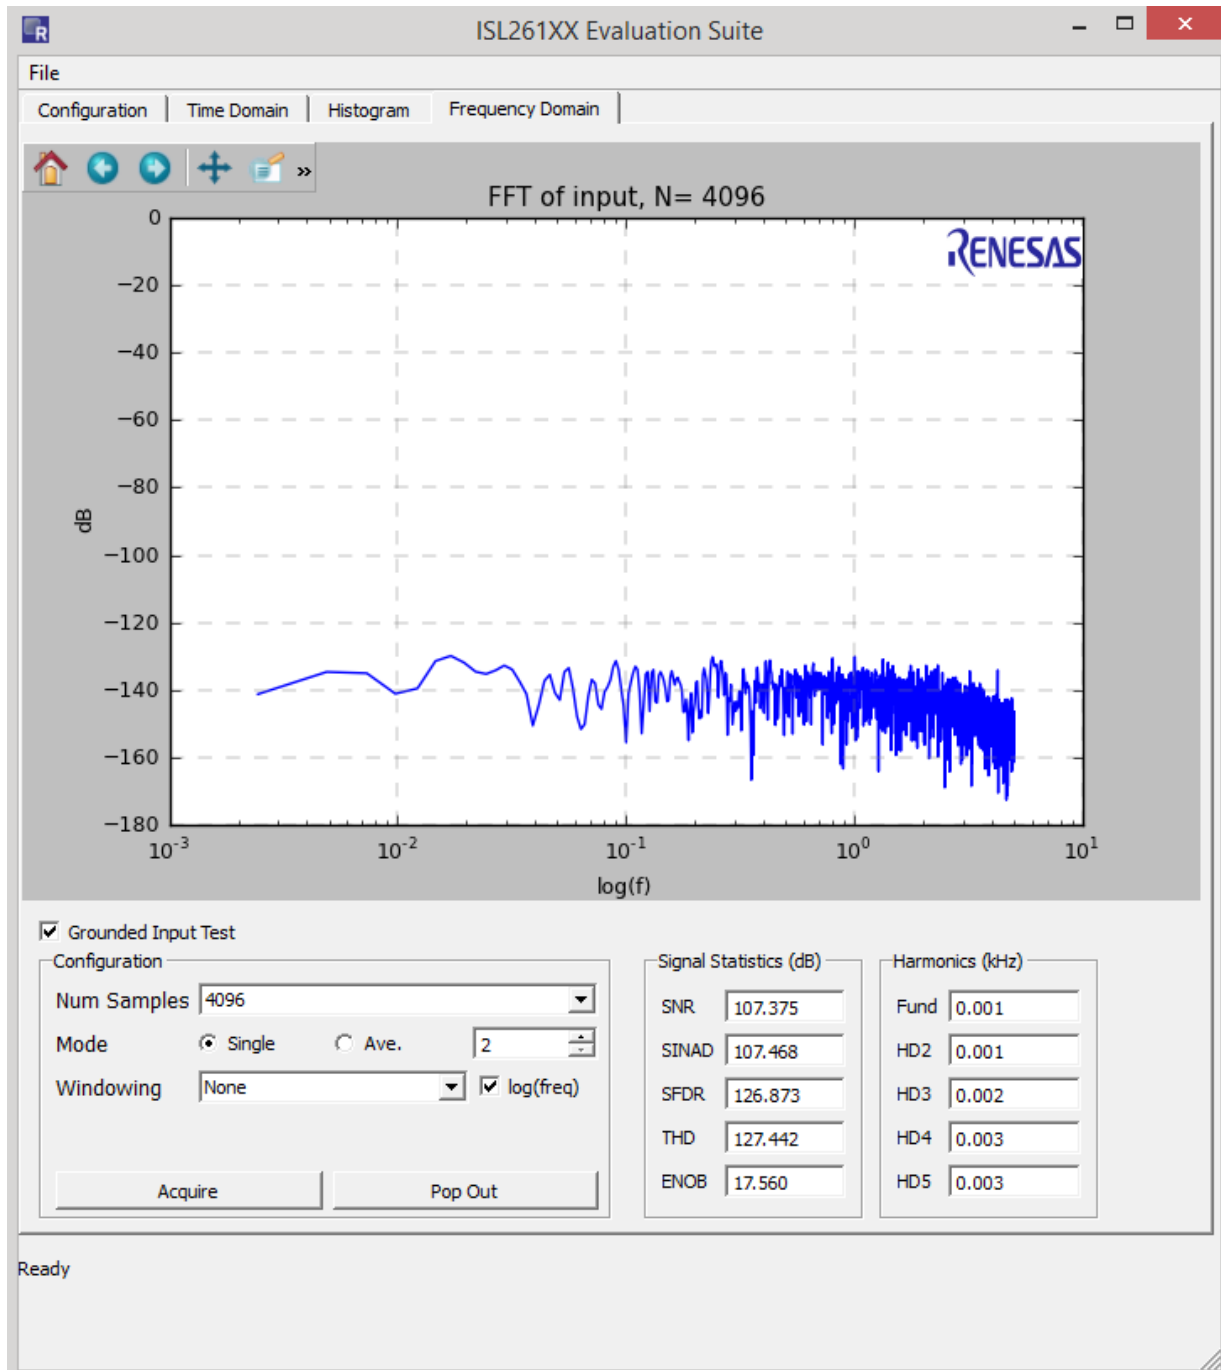 R
ISL261XX Evaluation Suite
File
Configuration Time Domain Histogram Frequency Domain
»
FFT of input, N= 4096
RENESAS
0
−20
−40
−60
−80
−100
−120
−140
−160
−180
dB
10^-3 10^-2 10^-1 10^0 10^1
log(f)
Grounded Input Test
Configuration
Num Samples 4096
Mode Single Ave. 2
Windowing None log(freq)
Acquire Pop Out
Signal Statistics (dB)
SNR 107.375
SINAD 107.468
SFDR 126.873
THD 127.442
ENOB 17.560
Harmonics (kHz)
Fund 0.001
HD2 0.001
HD3 0.002
HD4 0.003
HD5 0.003
Ready